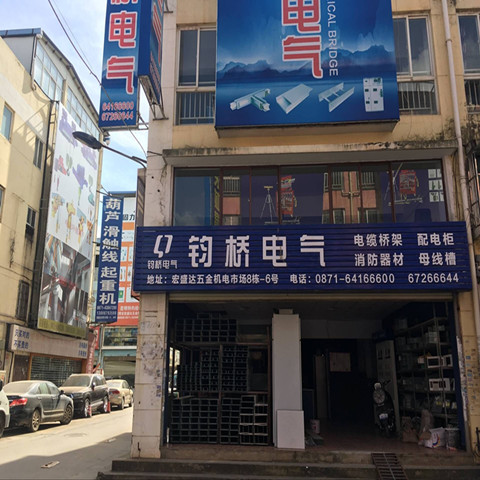 电气
64166600
67266644
电气
ICAL BRIDGE
葫芦滑触线起重机
钧桥电气
钧桥电气
电缆桥架 配电柜
消防器材 母线槽
地址：宏盛达五金机电市场8栋-6号 电话：0871-64166600 67266644